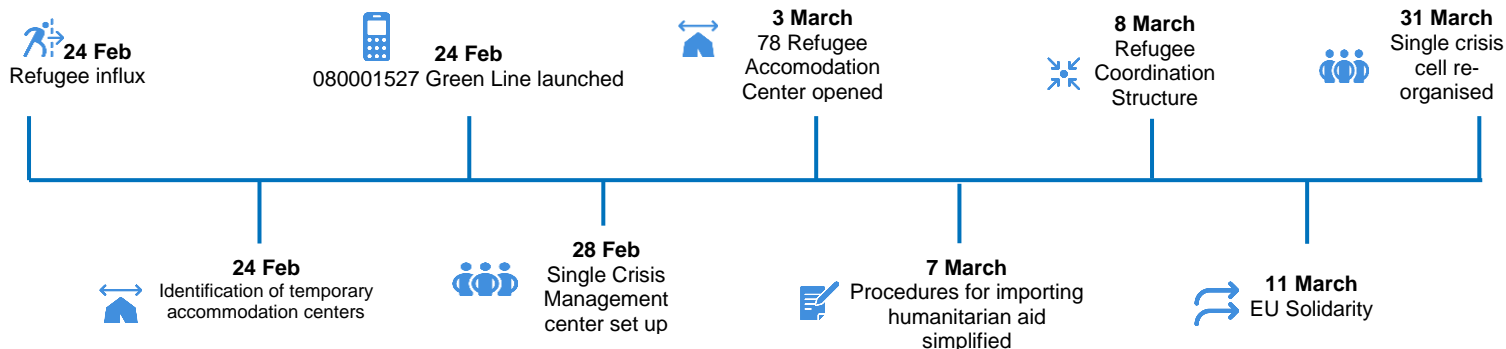 24 Feb
Refugee influx
24 Feb
080001527 Green Line launched
3 March
78 Refugee
Accomodation
Center opened
8 March
Refugee
Coordination
Structure
31 March
Single crisis
cell re-
organised
24 Feb
Identification of temporary
accommodation centers
28 Feb
Single Crisis
Management
center set up
7 March
Procedures for importing
humanitarian aid
simplified
11 March
EU Solidarity